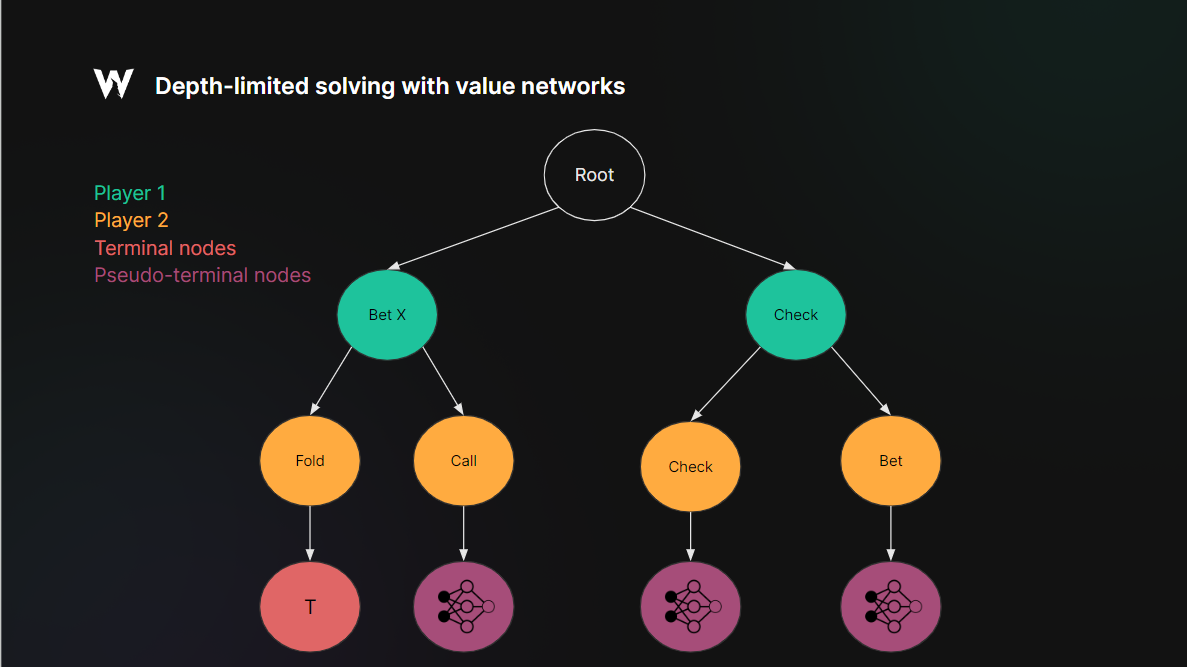 Depth-limited solving with value networks
Root
Player 1
Player 2
Terminal nodes
Pseudo-terminal nodes
Bet X
Check
Fold
Call
Check
Bet
T